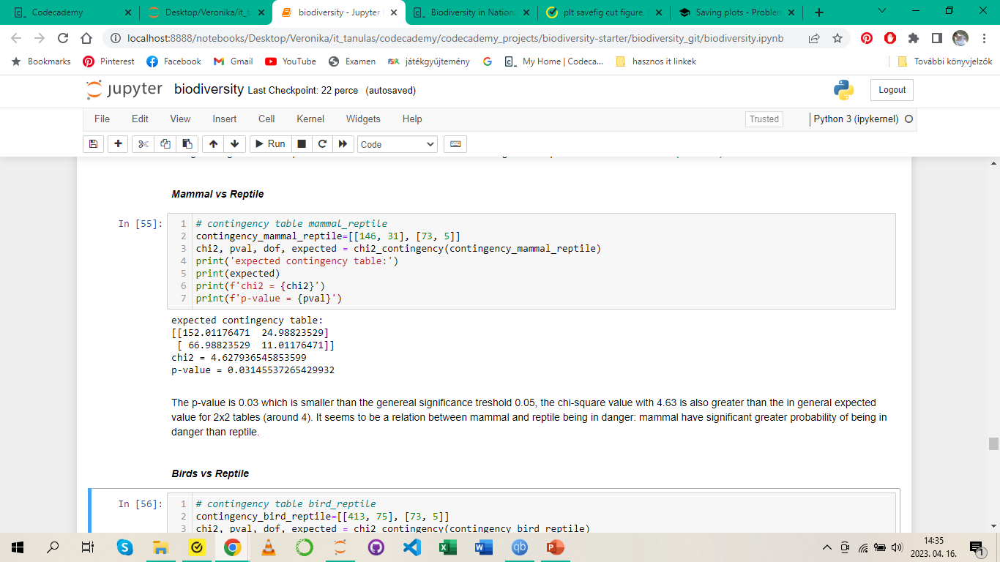 Codecademy
Desktop/Veronika/it_t
biodiversity - Jupyter
Biodiversity in Nationa
plt savefig cut figure,
Saving plots - Problem
localhost:8888/notebooks/Desktop/Veronika/it_tanulas/codecademy/codecademy_projects/biodiversity-starter/biodiversity_git/biodiversity.ipynb
Bookmarks
Pinterest
Facebook
Gmail
YouTube
Examen
játékgyűjtemény
My Home | Codeca...
hasznos it linkek
További könyvjelzők
jupyter biodiversity Last Checkpoint: 22 perce (autosaved)
Logout
File Edit View Insert Cell Kernel Widgets Help
Trusted
Python 3 (ipykernel)
Run
Code
Mammal vs Reptile
In [55]:
1 # contingency table mammal_reptile
2 contingency_mammal_reptile=[[146, 31], [73, 5]]
3 chi2, pval, dof, expected = chi2_contingency(contingency_mammal_reptile)
4 print('expected contingency table:')
5 print(expected)
6 print(f'chi2 = {chi2}')
7 print(f'p-value = {pval}')
expected contingency table:
[[152.01176471 24.98823529]
[ 66.98823529 11.01176471]]
chi2 = 4.627936545853599
p-value = 0.03145537265429932
The p-value is 0.03 which is smaller than the genereal significance treshold 0.05, the chi-square value with 4.63 is also greater than the in general expected
value for 2x2 tables (around 4). It seems to be a relation between mammal and reptile being in danger: mammal have significant greater probability of being in
danger than reptile.
Birds vs Reptile
In [56]:
1 # contingency table bird_reptile
2 contingency_bird_reptile=[[413, 75], [73, 5]]
3 chi2, pval, dof, expected = chi2_contingency(contingency_bird_reptile)
14:35
2023. 04. 16.
1